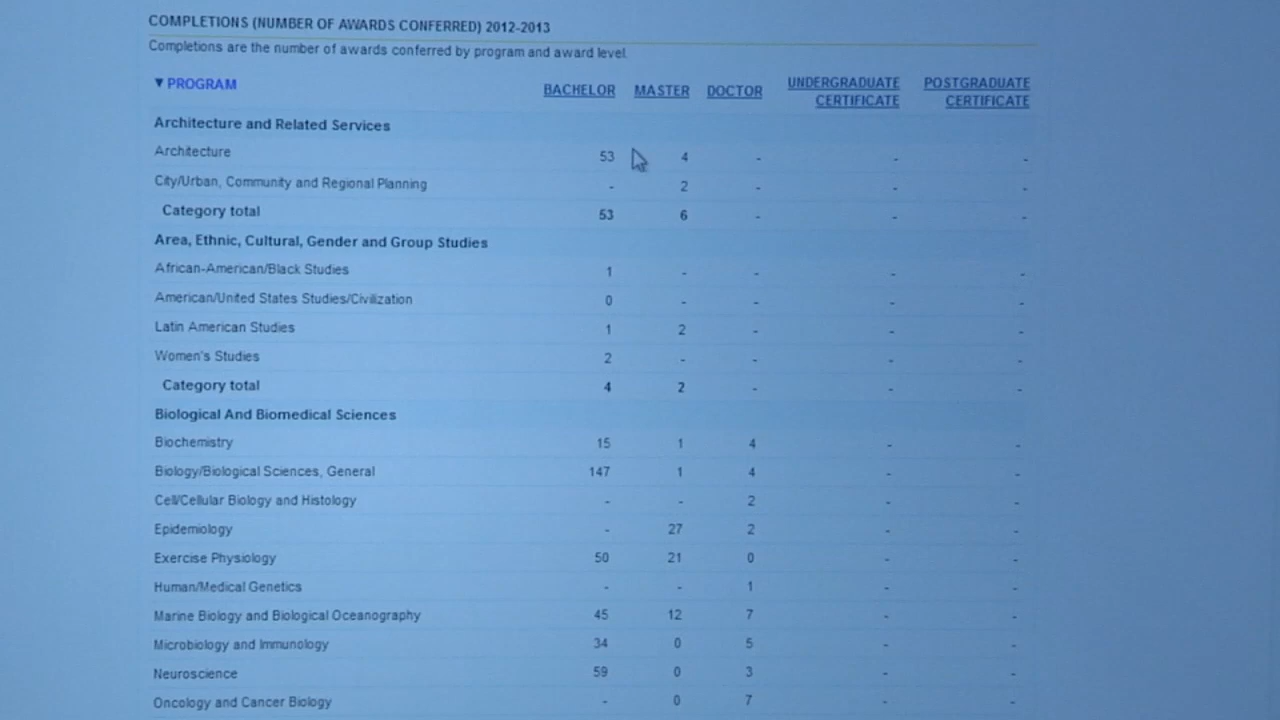 COMPLETIONS (NUMBER OF AWARDS CONFERRED) 2012-2013
Completions are the number of awards conferred by program and award level.
▼ PROGRAM BACHELOR MASTER DOCTOR UNDERGRADUATE CERTIFICATE POSTGRADUATE CERTIFICATE
Architecture and Related Services
Architecture 53 4 - - -
City/Urban, Community and Regional Planning - 2 - - -
Category total 53 6 - - -
Area, Ethnic, Cultural, Gender and Group Studies
African-American/Black Studies 1 - - - -
American/United States Studies/Civilization 0 - - - -
Latin American Studies 1 2 - - -
Women's Studies 2 - - - -
Category total 4 2 - - -
Biological And Biomedical Sciences
Biochemistry 15 1 4 - -
Biology/Biological Sciences, General 147 1 4 - -
Cell/Cellular Biology and Histology - - 2 - -
Epidemiology - 27 2 - -
Exercise Physiology 50 21 0 - -
Human/Medical Genetics - - 1 - -
Marine Biology and Biological Oceanography 45 12 7 - -
Microbiology and Immunology 34 0 5 - -
Neuroscience 59 0 3 - -
Oncology and Cancer Biology - 0 7 - -